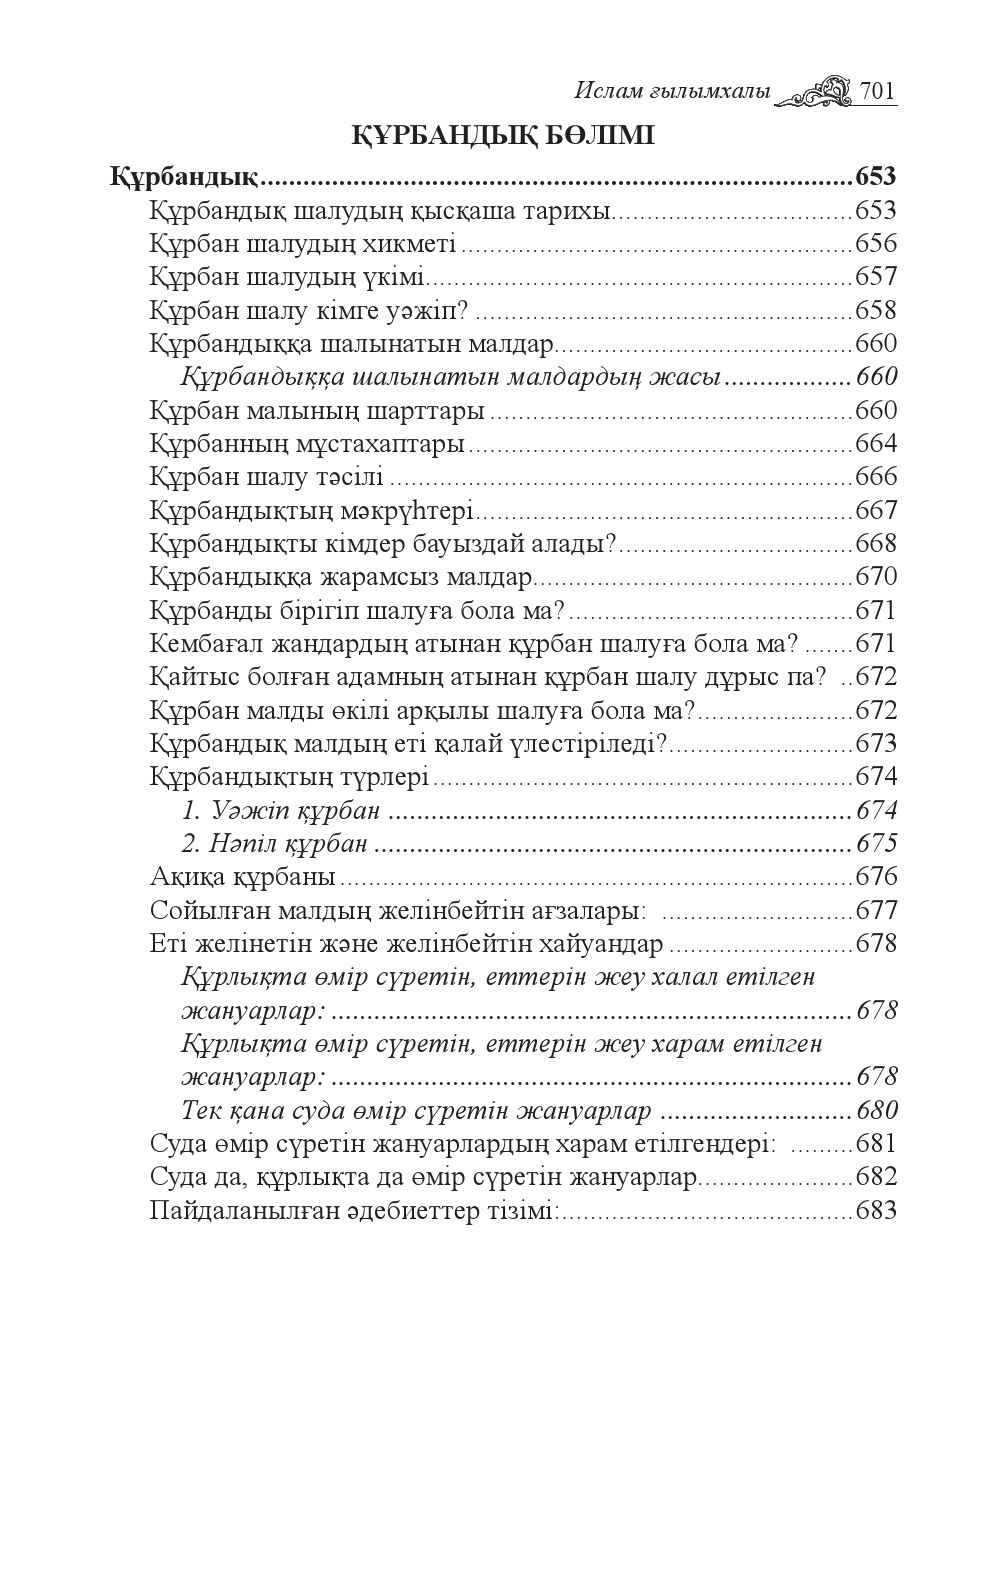 Ислам ғылымхалы 701
ҚҰРБАНДЫҚ БӨЛІМІ
Құрбандық....................................................................................653
Құрбандық шалудың қысқаша тарихы..................................653
Құрбан шалудың хикметі.......................................................656
Құрбан шалудың үкімі............................................................657
Құрбан шалу кімге уәжіп? .....................................................658
Құрбандыққа шалынатын малдар..........................................660
Құрбандыққа шалынатын малдардың жасы..................660
Құрбан малының шарттары...................................................660
Құрбанның мұстахаптары......................................................664
Құрбан шалу тәсілі .................................................................666
Құрбандықтың мәкрүһтері.....................................................667
Құрбандықты кімдер бауыздай алады?.................................668
Құрбандыққа жарамсыз малдар.............................................670
Құрбанды бірігіп шалуға бола ма?........................................671
Кембағал жандардың атынан құрбан шалуға бола ма? .......671
Қайтыс болған адамның атынан құрбан шалу дұрыс па? ..672
Құрбан малды өкілі арқылы шалуға бола ма?......................672
Құрбандық малдың еті қалай үлестіріледі?..........................673
Құрбандықтың түрлері...........................................................674
1. Уәжіп құрбан .................................................................674
2. Нәпіл құрбан ...................................................................675
Ақиқа құрбаны........................................................................676
Сойылған малдың желінбейтін ағзалары: ...........................677
Еті желінетін және желінбейтін хайуандар..........................678
Құрлықта өмір сүретін, еттерін жеу халал етілген
жануарлар:..........................................................................678
Құрлықта өмір сүретін, еттерін жеу харам етілген
жануарлар:..........................................................................678
Тек қана суда өмір сүретін жануарлар ...........................680
Суда өмір сүретін жануарлардың харам етілгендері: .........681
Суда да, құрлықта да өмір сүретін жануарлар......................682
Пайдаланылған әдебиеттер тізімі:.........................................683